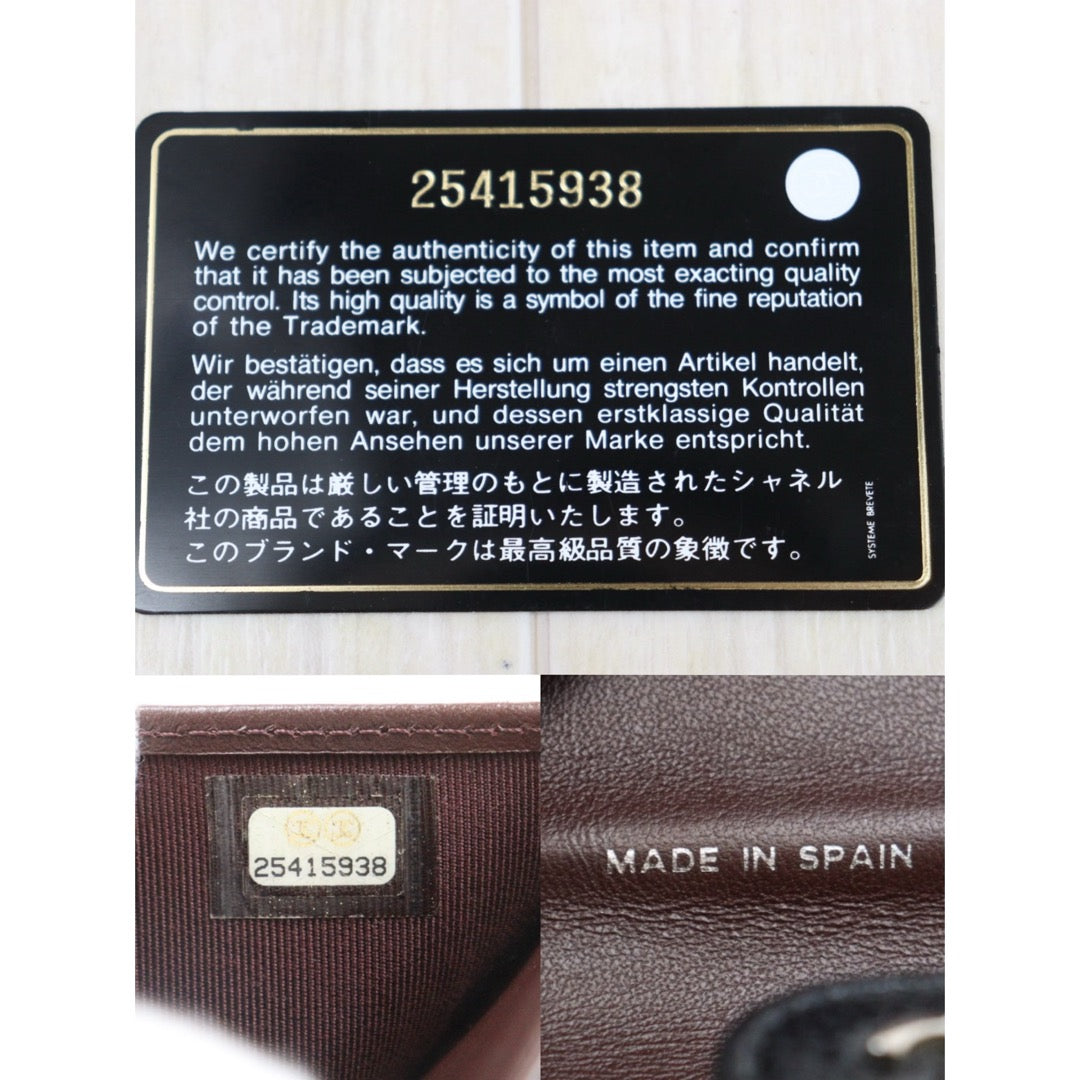 25415938
We certify the authenticity of this item and confirm
that it has been subjected to the most exacting quality
control. Its high quality is a symbol of the fine reputation
of the Trademark.
Wir bestätigen, dass es sich um einen Artikel handelt,
der während seiner Herstellung strengsten Kontrollen
unterworfen war, und dessen erstklassige Qualität
dem hohen Ansehen unserer Marke entspricht.
この製品は厳しい管理のもとに製造されたシャネル
社の商品であることを証明いたします。
このブランド・マークは最高級品質の象徴です。
SYSTEME BREVETE
25415938
MADE IN SPAIN